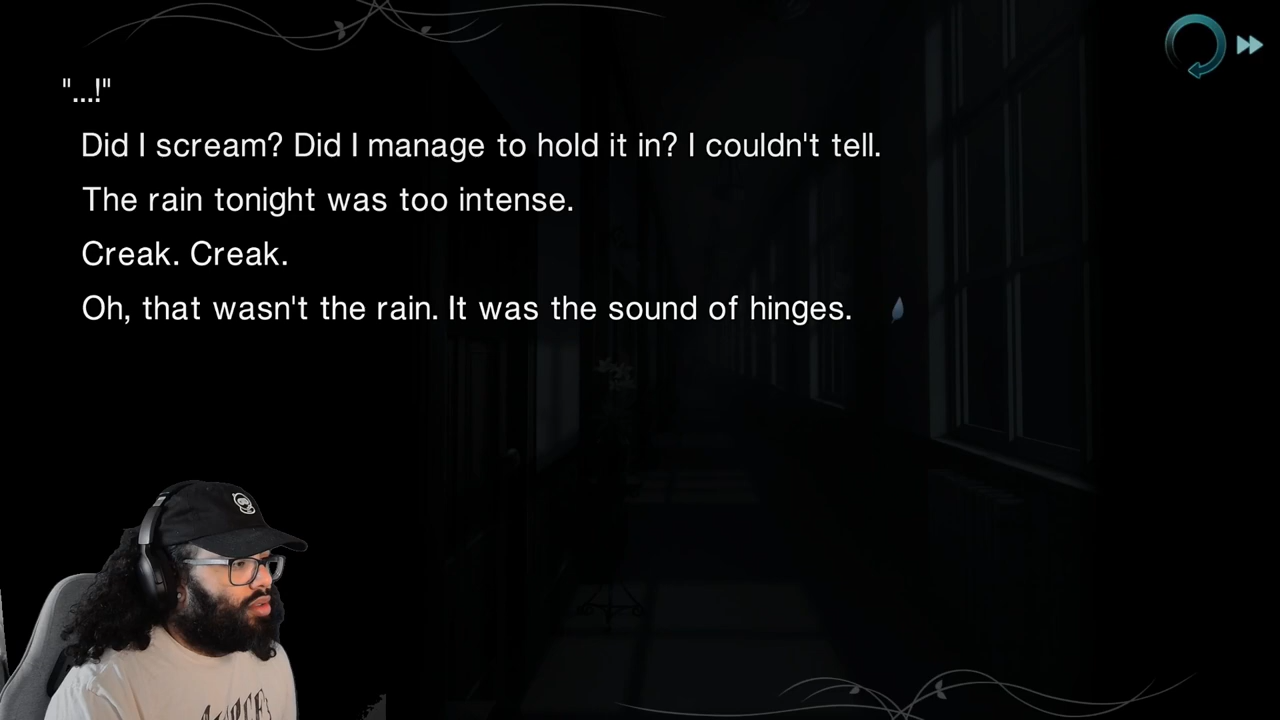 "...!"
Did I scream? Did I manage to hold it in? I couldn't tell.
The rain tonight was too intense.
Creak. Creak.
Oh, that wasn't the rain. It was the sound of hinges.